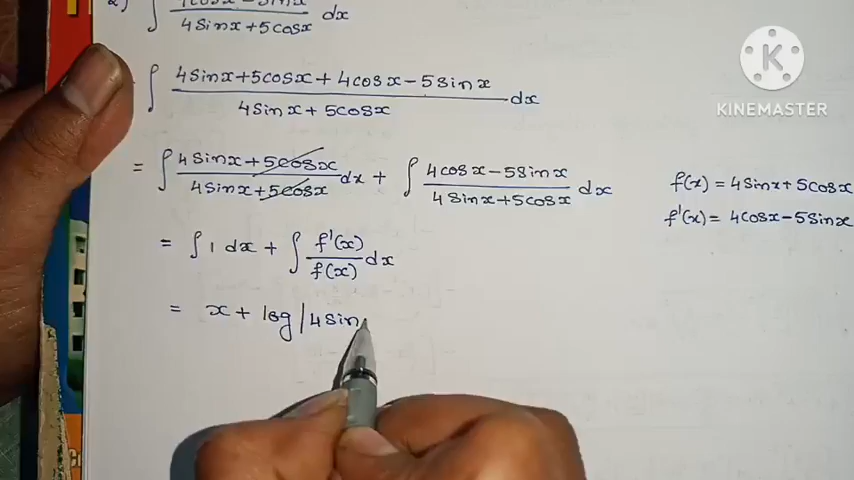 ∫ dx
4sinx+5cosx
∫ 4sinx+5cosx+4cosx-5sinx / 4sinx+5cosx dx
= ∫ 4sinx+5cosx / 4sinx+5cosx dx + ∫ 4cosx-5sinx / 4sinx+5cosx dx
f(x) = 4sinx+5cosx
f'(x) = 4cosx-5sinx
= ∫ 1 dx + ∫ f'(x) / f(x) dx
= x + log |4sin
K
KINEMASTER